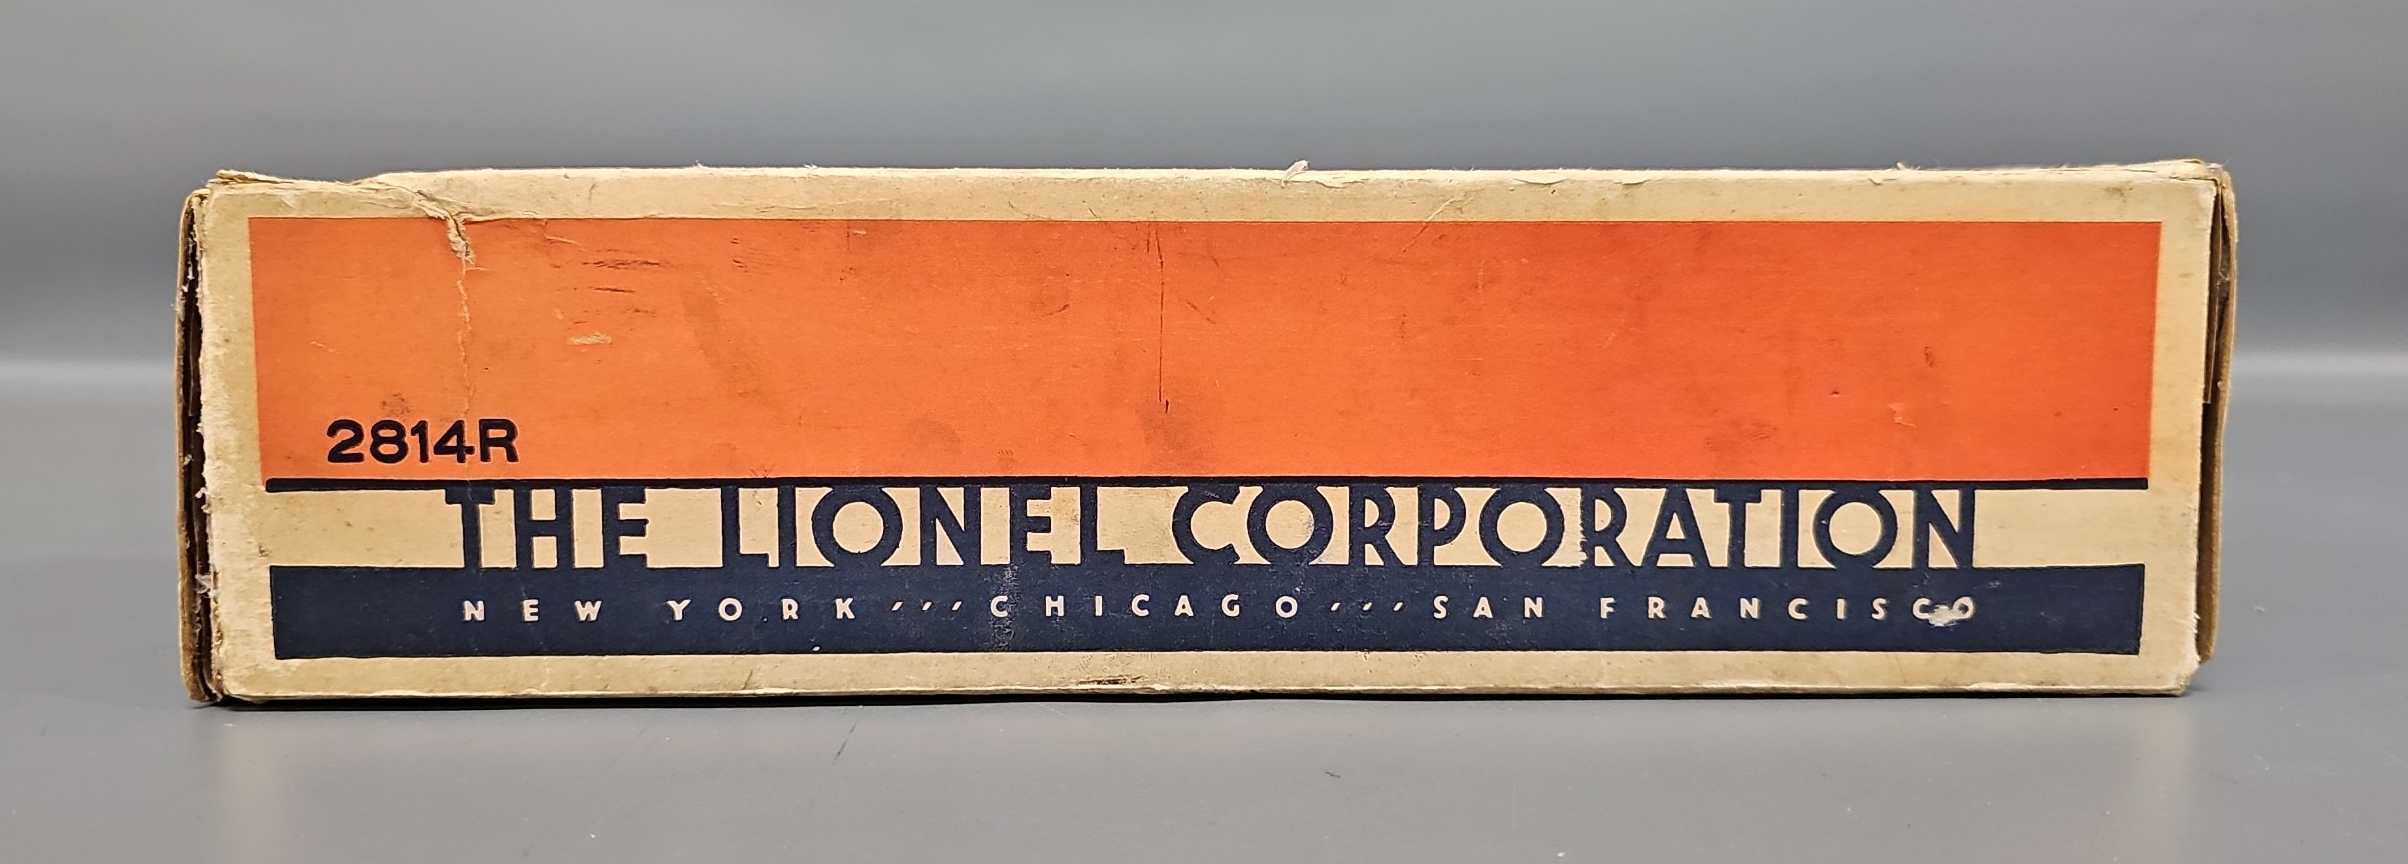 2814R
THE LIONEL CORPORATION
NEW YORK ,,, CHICAGO ,,, SAN FRANCISCO